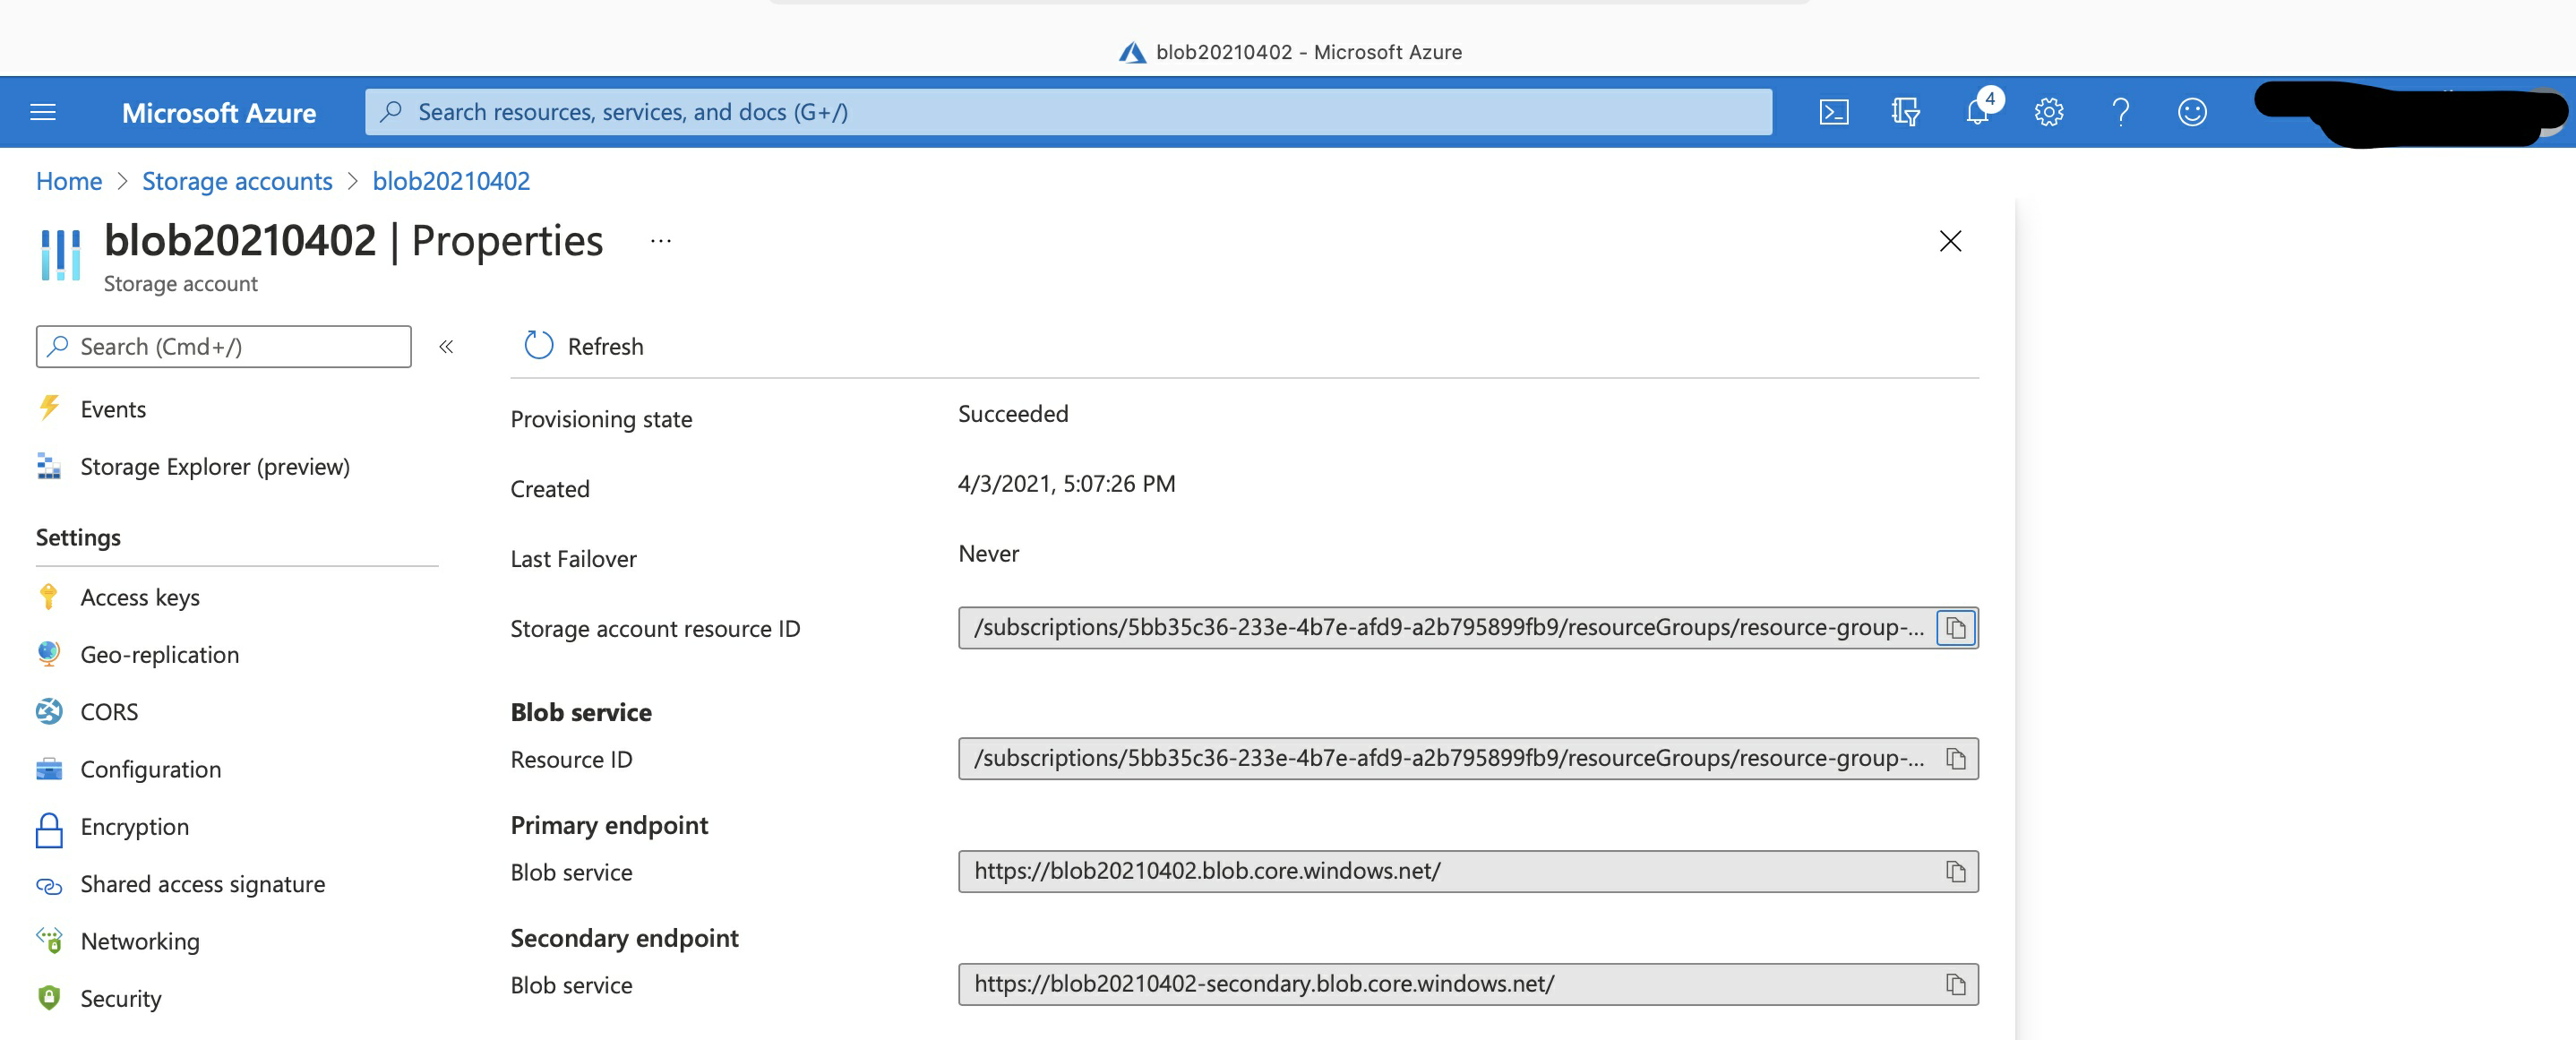 blob20210402 - Microsoft Azure
Microsoft Azure
Search resources, services, and docs (G+/)
4
Home > Storage accounts > blob20210402
blob20210402 | Properties ...
Storage account
Search (Cmd+/)
«
Refresh
Events
Storage Explorer (preview)
Settings
Access keys
Geo-replication
CORS
Configuration
Encryption
Shared access signature
Networking
Security
Provisioning state
Succeeded
Created
4/3/2021, 5:07:26 PM
Last Failover
Never
Storage account resource ID
/subscriptions/5bb35c36-233e-4b7e-afd9-a2b795899fb9/resourceGroups/resource-group-...
Blob service
Resource ID
/subscriptions/5bb35c36-233e-4b7e-afd9-a2b795899fb9/resourceGroups/resource-group-...
Primary endpoint
Blob service
https://blob20210402.blob.core.windows.net/
Secondary endpoint
Blob service
https://blob20210402-secondary.blob.core.windows.net/